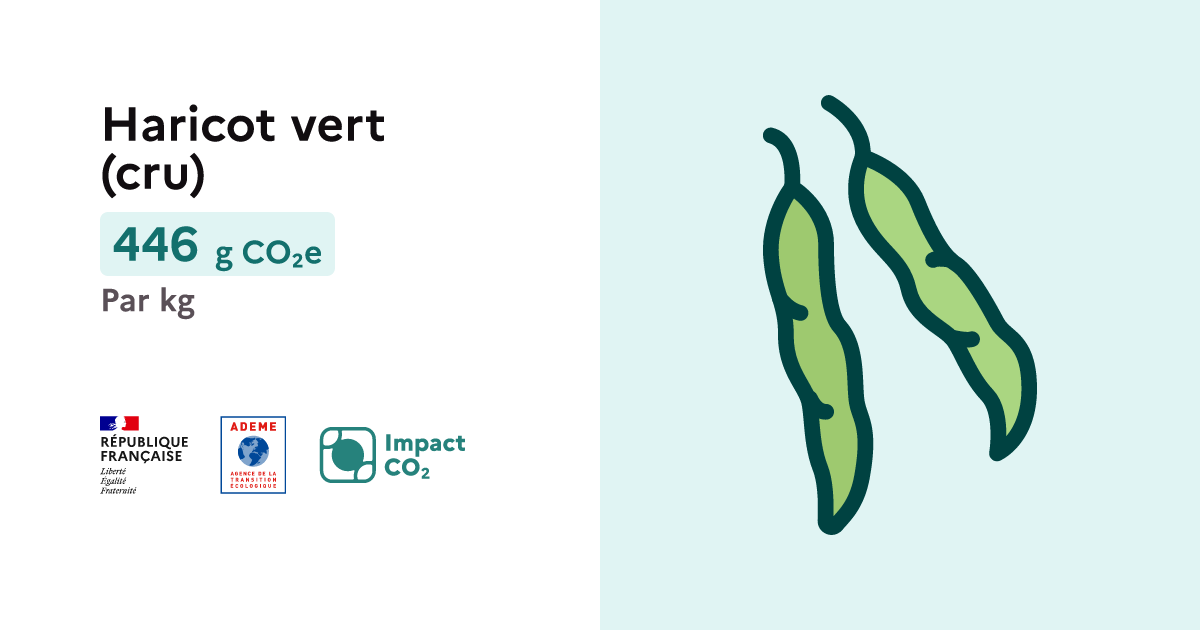 Haricot vert
(cru)
446 g CO₂e
Par kg
RÉPUBLIQUE
FRANÇAISE
Liberté
Égalité
Fraternité
ADEME
AGENCE DE LA
TRANSITION
ÉCOLOGIQUE
Impact
CO₂